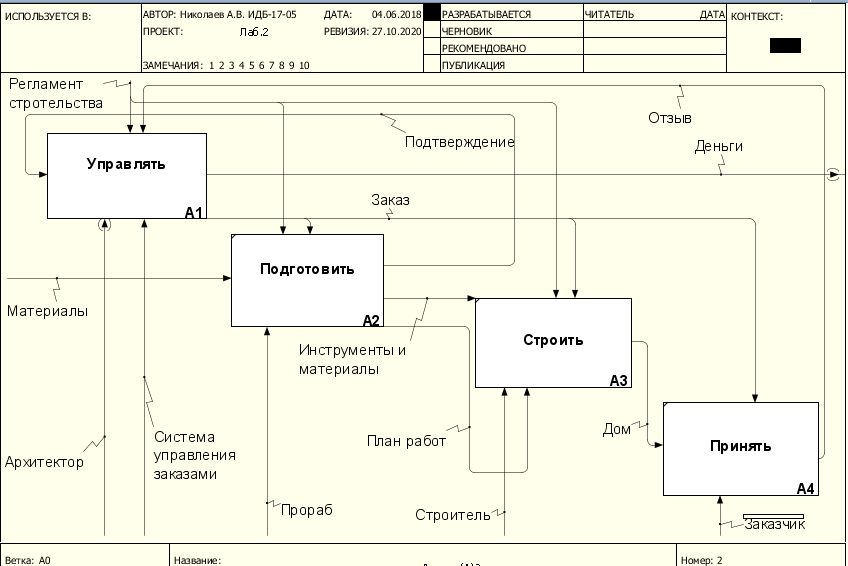 ИСПОЛЬЗУЕТСЯ В:
АВТОР: Николаев А.В. ИДБ-17-05
ДАТА: 04.06.2018
ПРОЕКТ: Лаб.2
РЕВИЗИЯ: 27.10.2020
ЗАМЕЧАНИЯ: 1 2 3 4 5 6 7 8 9 10
РАЗРАБАТЫВАЕТСЯ
ЧЕРНОВИК
РЕКОМЕНДОВАНО
ПУБЛИКАЦИЯ
ЧИТАТЕЛЬ ДАТА
КОНТЕКСТ:
Регламент
стротельства
Отзыв
Подтверждение
Деньги
Управлять
A1
Заказ
Подготовить
A2
Материалы
Инструменты и
материалы
Строить
A3
План работ
Дом
Принять
A4
Архитектор
Система
управления
заказами
Прораб
Строитель
Заказчик
Ветка: A0
Название:
Номер: 2